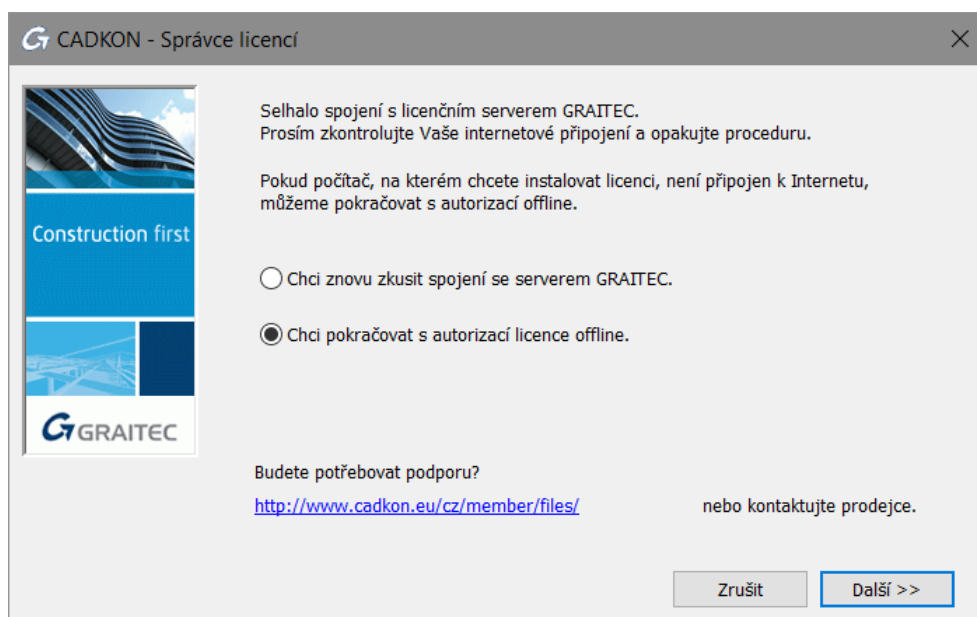 CADKON - Správce licencí
Selhalo spojení s licenčním serverem GRAITEC.
Prosím zkontrolujte Vaše internetové připojení a opakujte proceduru.
Pokud počítač, na kterém chcete instalovat licenci, není připojen k Internetu,
můžeme pokračovat s autorizací offline.
Construction first
Chci znovu zkusit spojení se serverem GRAITEC.
Chci pokračovat s autorizací licence offline.
GRAITEC
Budete potřebovat podporu?
http://www.cadkon.eu/cz/member/files/ nebo kontaktujte prodejce.
Zrušit Další >>